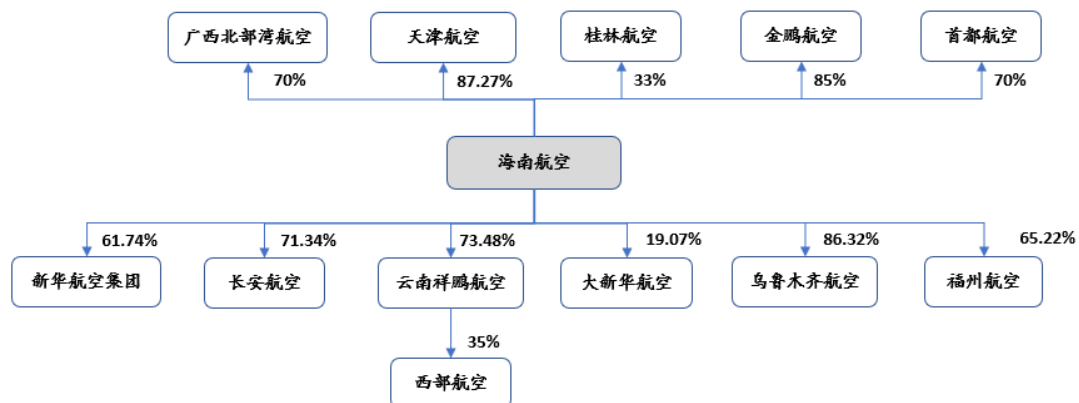 广西北部湾航空 天津航空 桂林航空 金鹏航空 首都航空
70% 87.27% 33% 85% 70%
海南航空
61.74% 71.34% 73.48% 19.07% 86.32% 65.22%
新华航空集团 长安航空 云南祥鹏航空 大新华航空 乌鲁木齐航空 福州航空
35%
西部航空